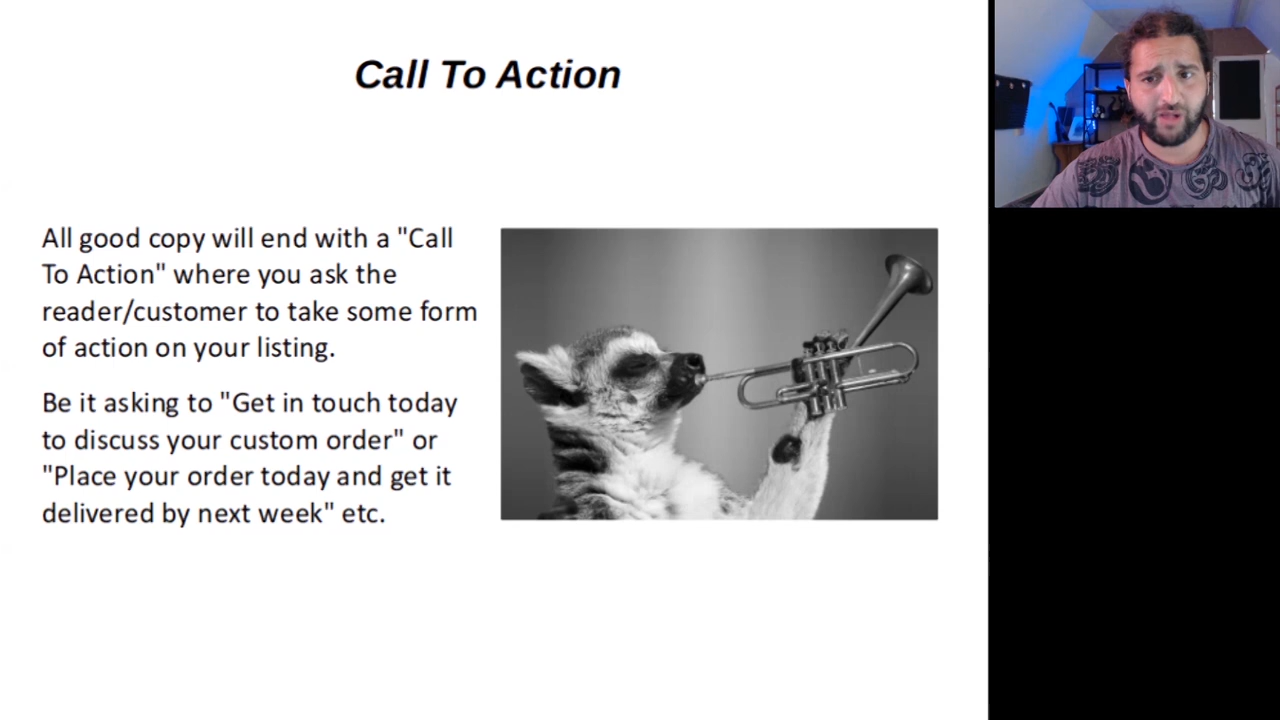 Call To Action
All good copy will end with a "Call
To Action" where you ask the
reader/customer to take some form
of action on your listing.
Be it asking to "Get in touch today
to discuss your custom order" or
"Place your order today and get it
delivered by next week" etc.